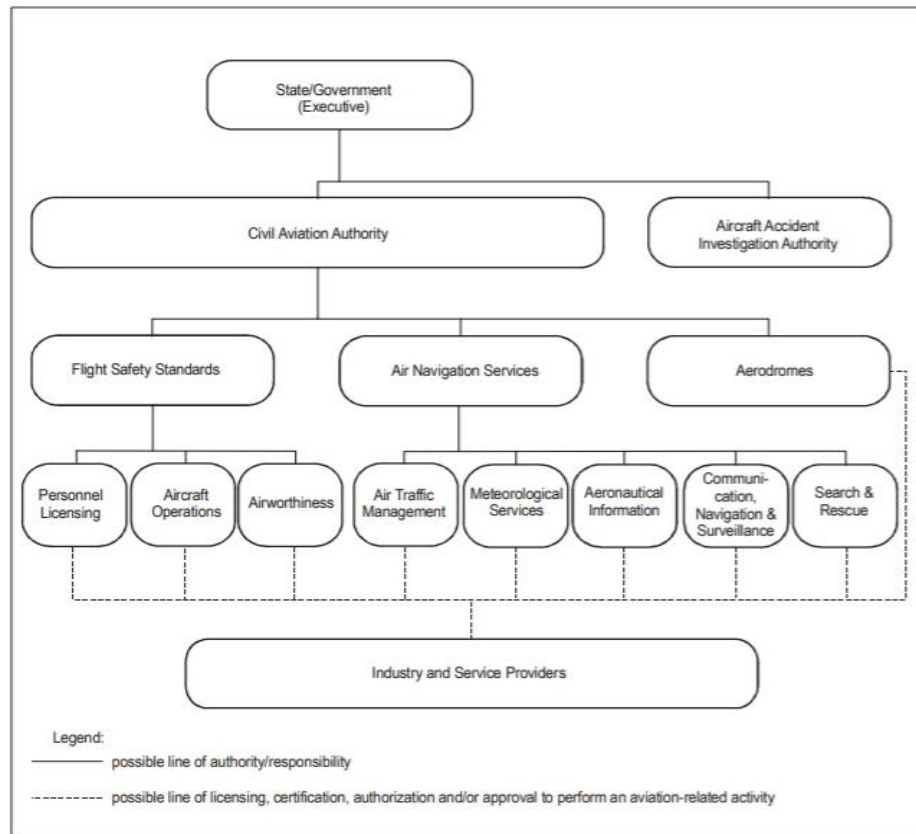 State/Government
(Executive)
Civil Aviation Authority
Aircraft Accident
Investigation Authority
Flight Safety Standards
Air Navigation Services
Aerodromes
Personnel
Licensing
Aircraft
Operations
Airworthiness
Air Traffic
Management
Meteorological
Services
Aeronautical
Information
Communi-
cation,
Navigation &
Surveillance
Search &
Rescue
Industry and Service Providers
Legend:
possible line of authority/responsibility
possible line of licensing, certification, authorization and/or approval to perform an aviation-related activity